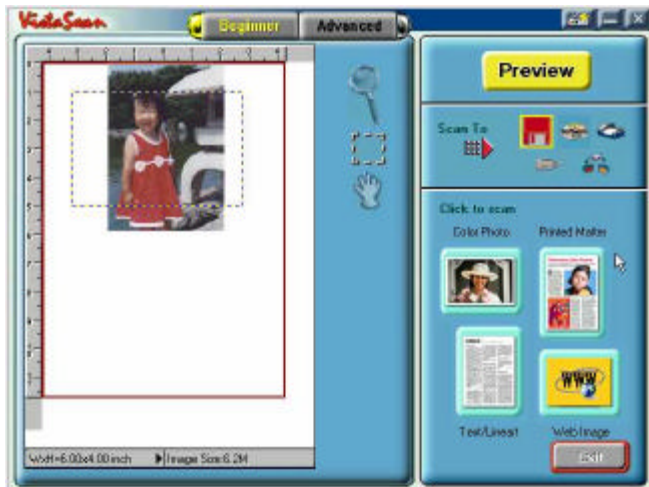 VistaScan
Beginner
Advanced
Preview
Scan To
Click to scan
Color Photo
Printed Matter
WWW
Text/Lineart
Web Image
Exit
WxH=6.00x4.00 inch
Image Size:6.2M